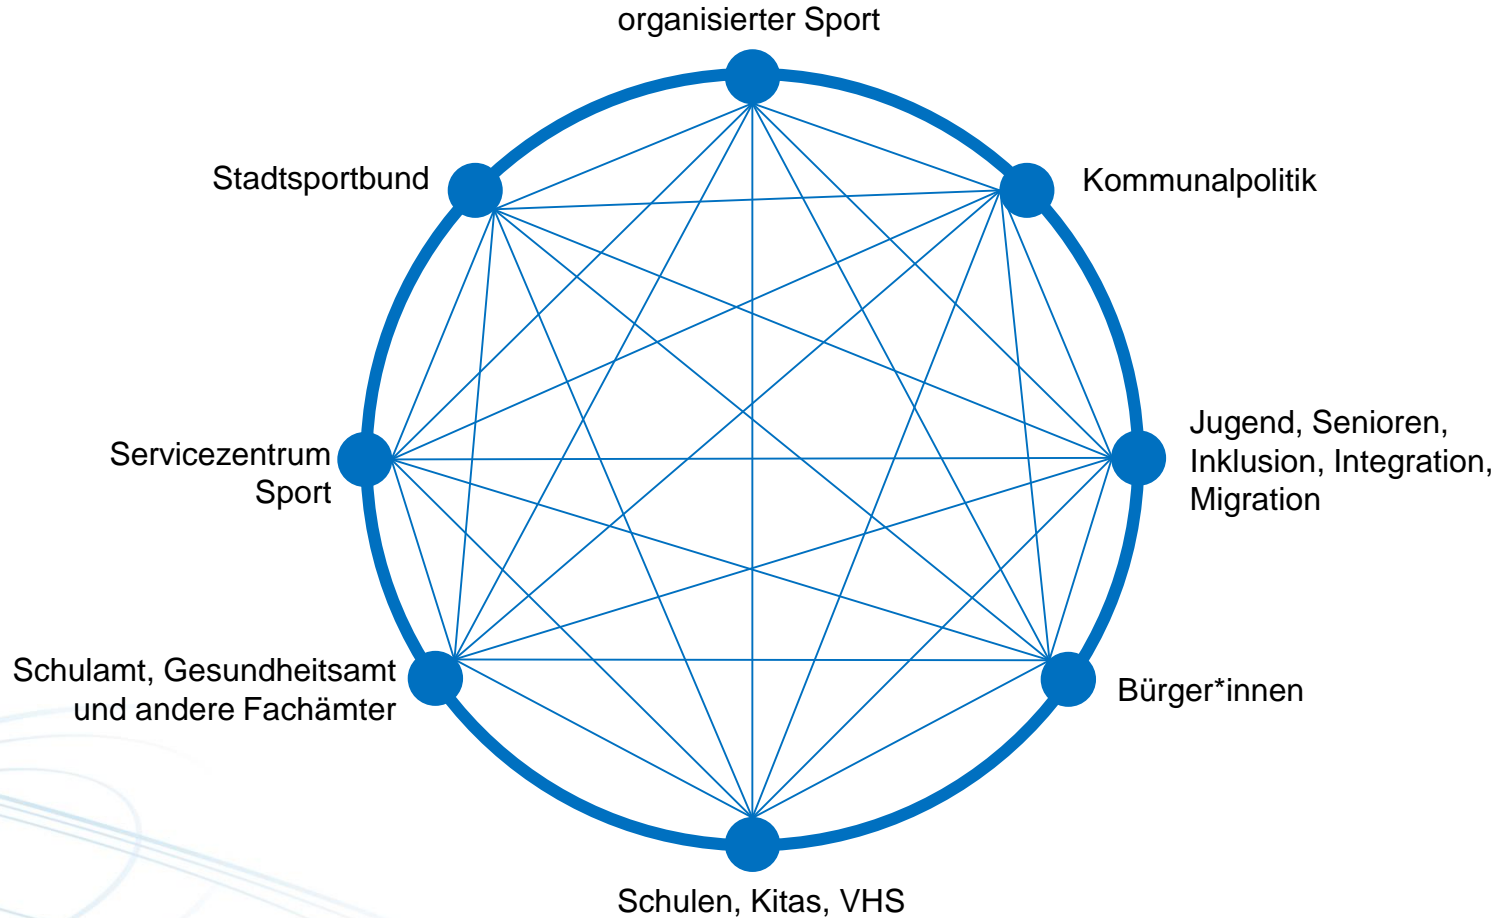 organisierter Sport
Stadtsportbund
Kommunalpolitik
Servicezentrum
Sport
Jugend, Senioren,
Inklusion, Integration,
Migration
Schulamt, Gesundheitsamt
und andere Fachämter
Bürger*innen
Schulen, Kitas, VHS